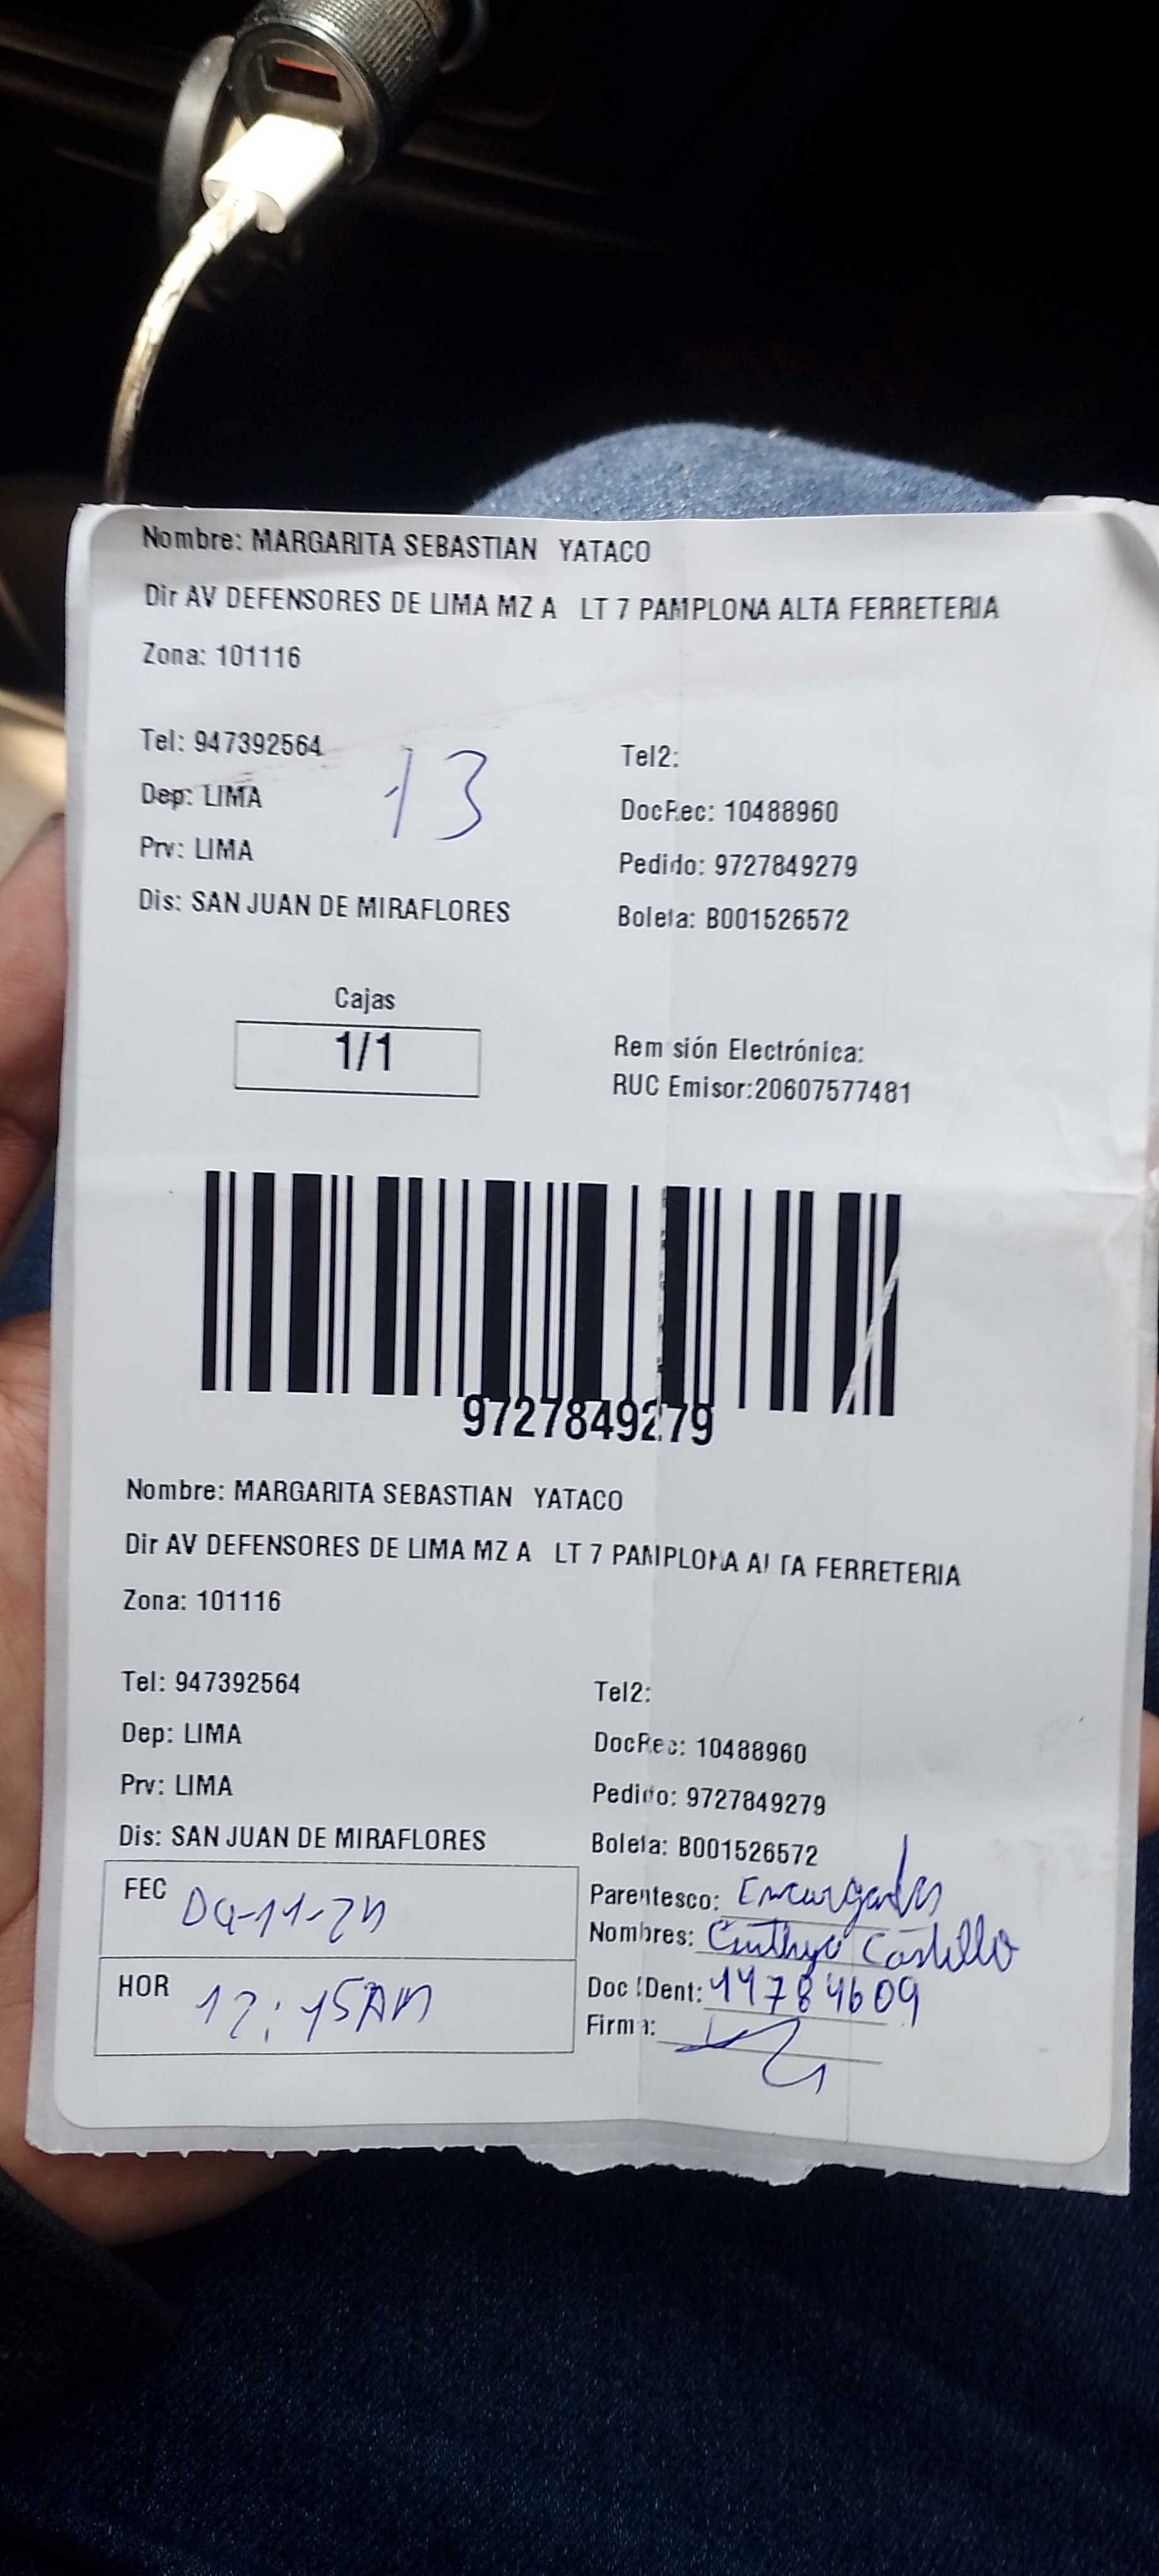 Nombre: MARGARITA SEBASTIAN YATACO
Dir AV DEFENSORES DE LIMA MZ A LT 7 PAMPLONA ALTA FERRETERIA
Zona: 101116
Tel: 947392564
Tel2:
13
Dep: LIMA
DocRec: 10488960
Prv: LIMA
Pedido: 9727849279
Dis: SAN JUAN DE MIRAFLORES
Boleta: B001526572
Cajas
1/1
Remisión Electrónica:
RUC Emisor:20607577481
9727849279
Nombre: MARGARITA SEBASTIAN YATACO
Dir AV DEFENSORES DE LIMA MZ A LT 7 PAMPLONA ALTA FERRETERIA
Zona: 101116
Tel: 947392564
Tel2:
Dep: LIMA
DocRec: 10488960
Prv: LIMA
Pedido: 9727849279
Dis: SAN JUAN DE MIRAFLORES
Boleta: B001526572
FEC
Parentesco:
Nombres: Cinthya Castillo
HOR 12:15AM
Doc IDent: 44784609
Firma: